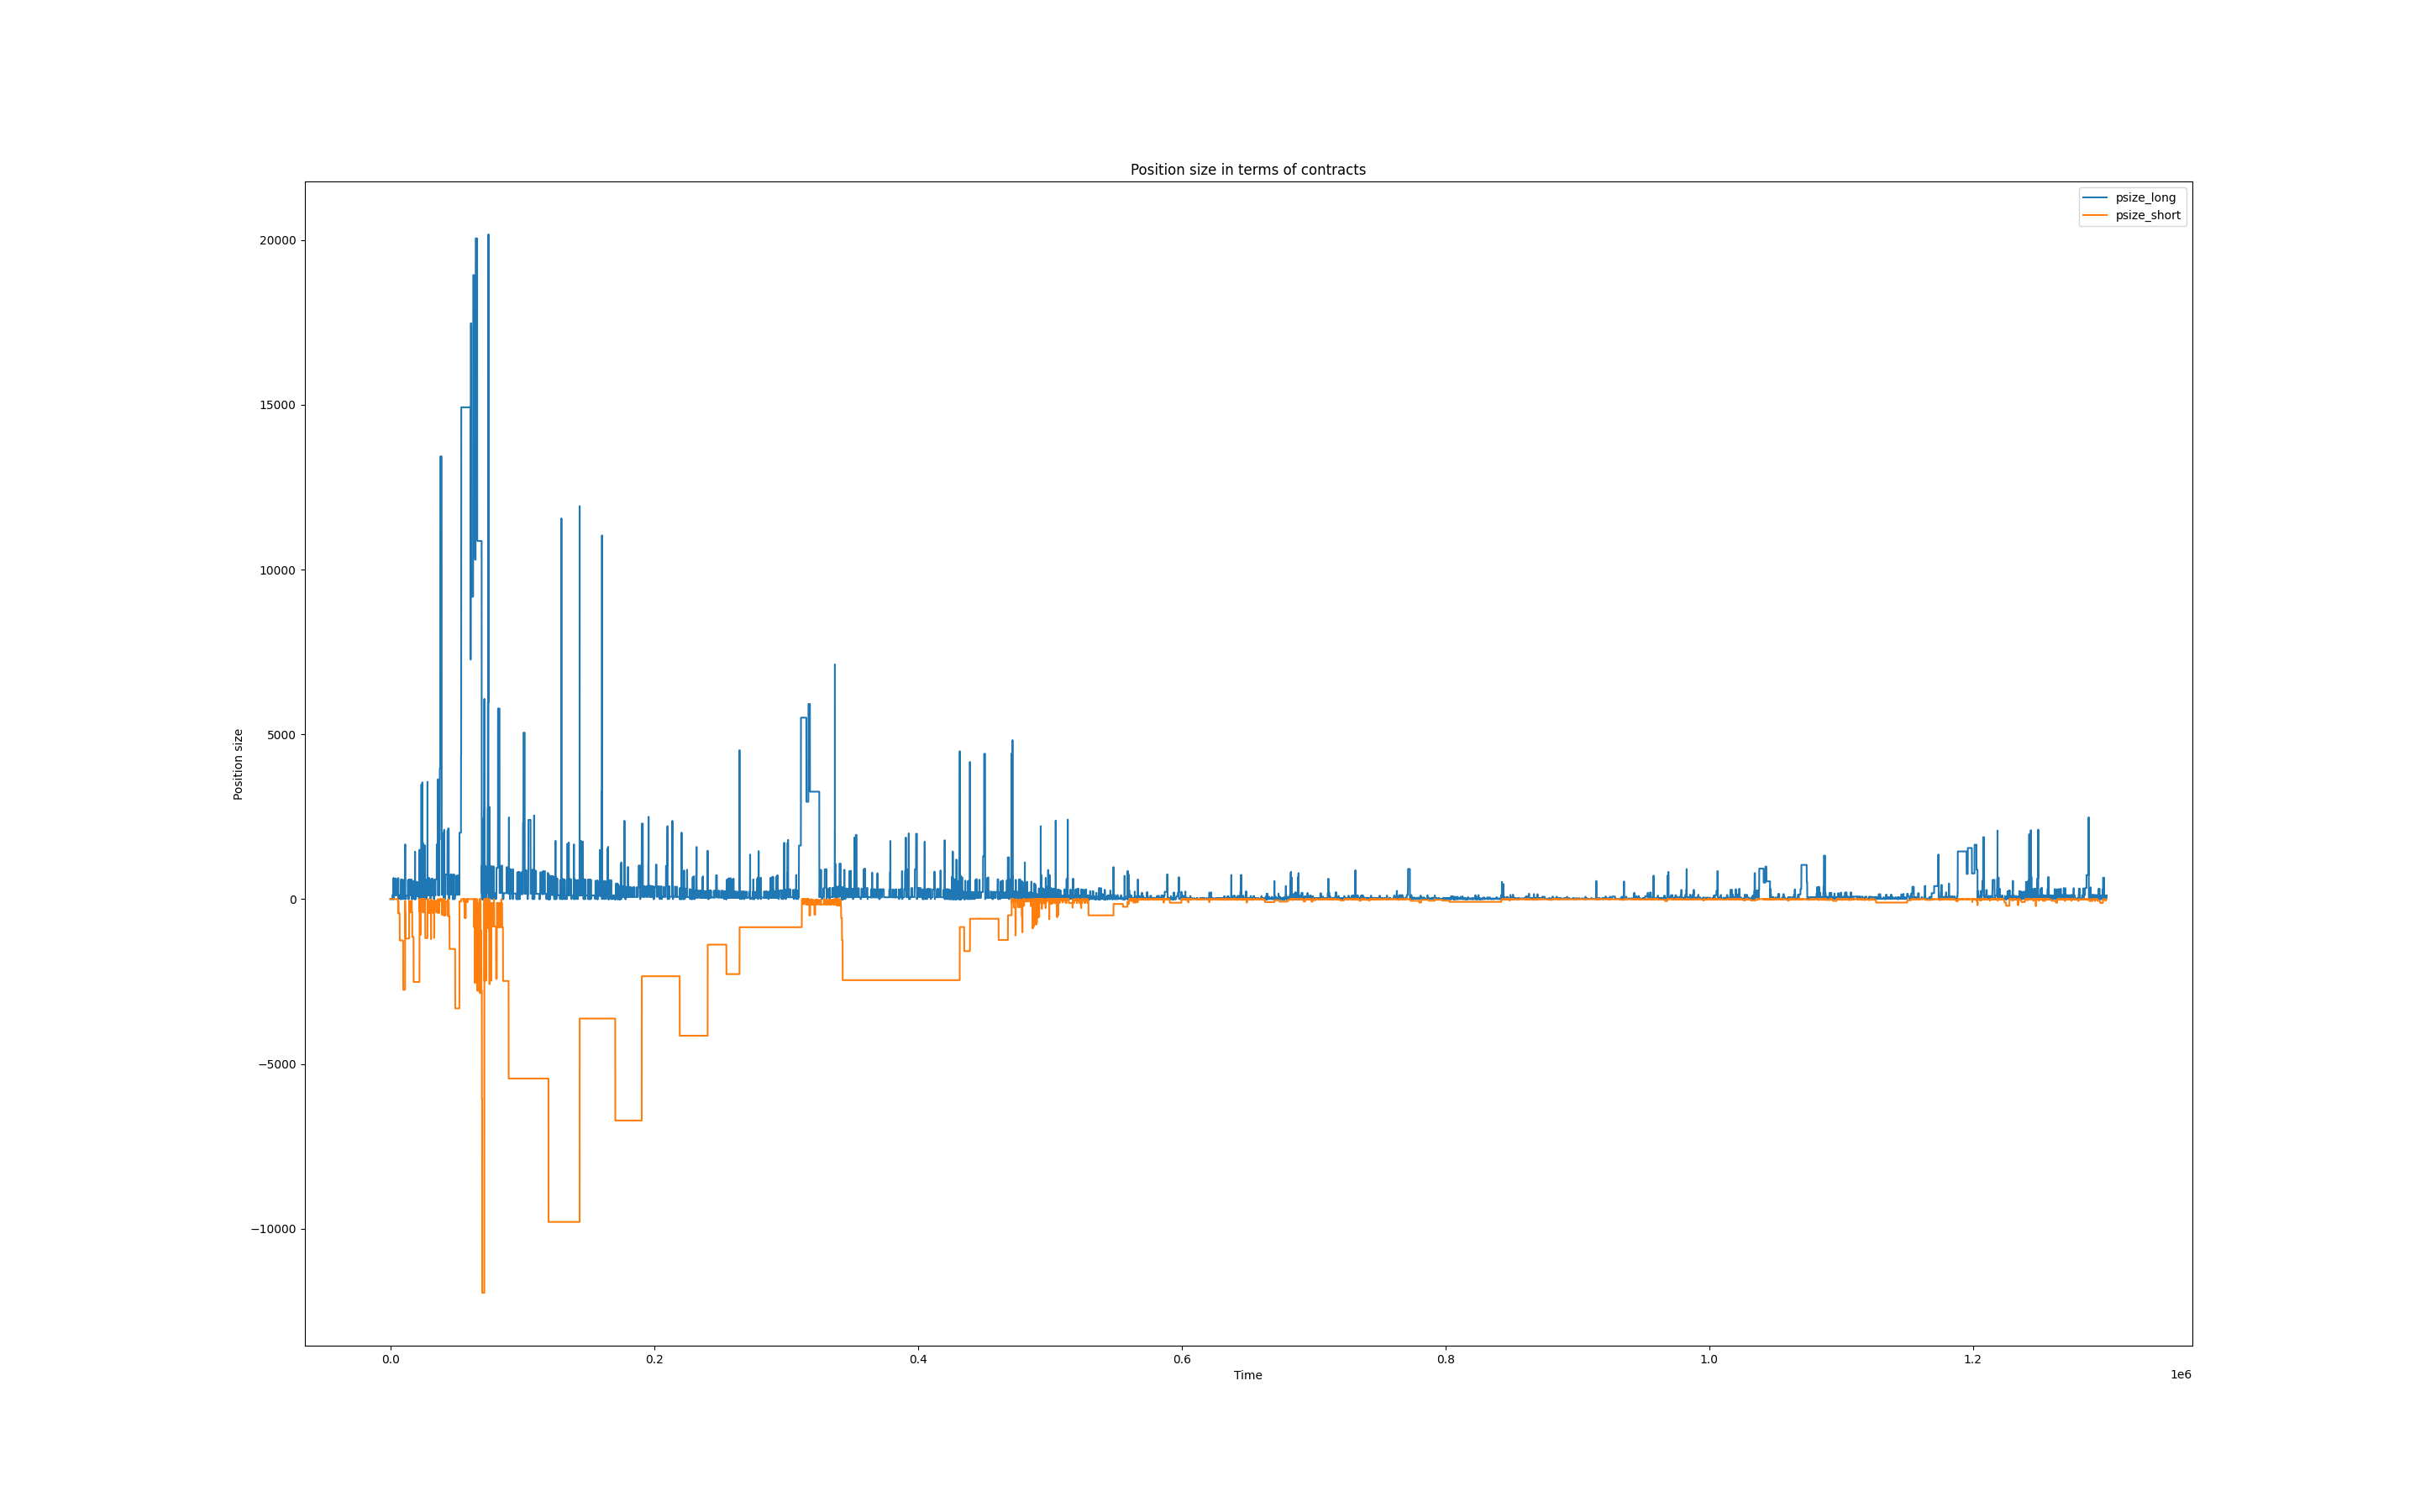 Position size in terms of contracts
psize_long
psize_short
20000
15000
10000
5000
0
−5000
−10000
Position size
0.0 0.2 0.4 0.6 0.8 1.0 1.2
Time
1e6